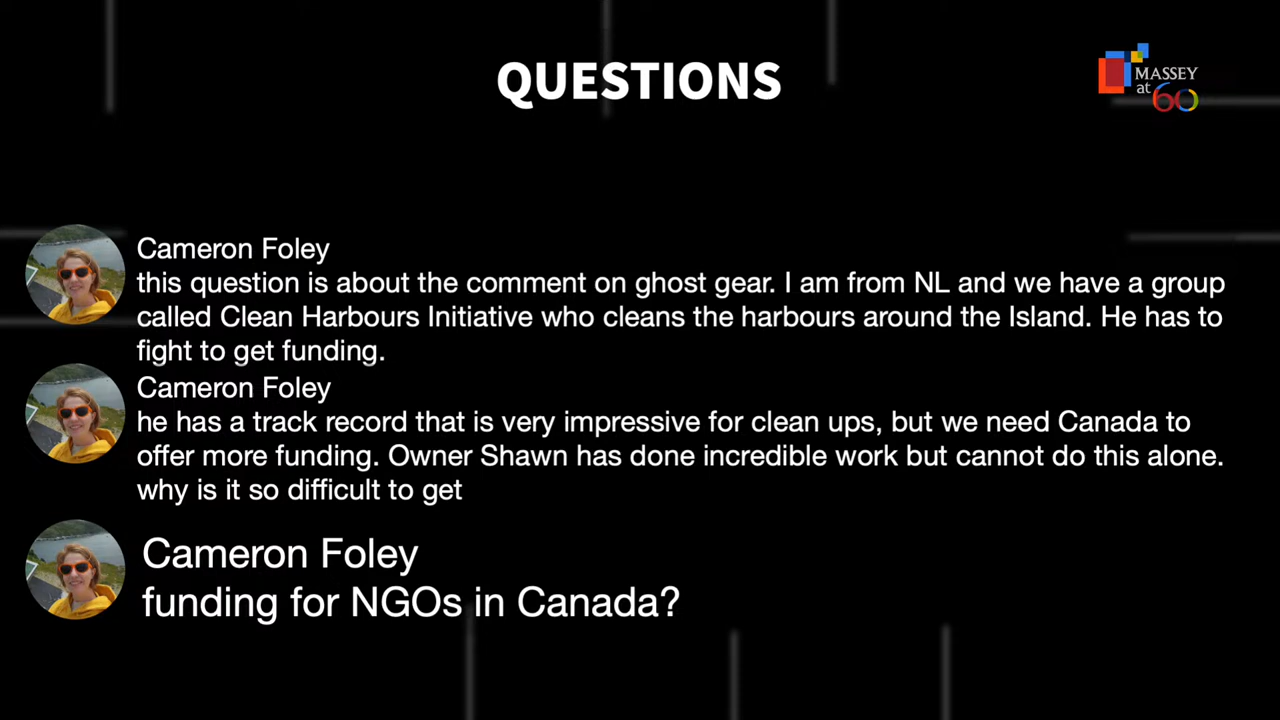 QUESTIONS
MASSEY
at 60
Cameron Foley
this question is about the comment on ghost gear. I am from NL and we have a group
called Clean Harbours Initiative who cleans the harbours around the Island. He has to
fight to get funding.
Cameron Foley
he has a track record that is very impressive for clean ups, but we need Canada to
offer more funding. Owner Shawn has done incredible work but cannot do this alone.
why is it so difficult to get
Cameron Foley
funding for NGOs in Canada?